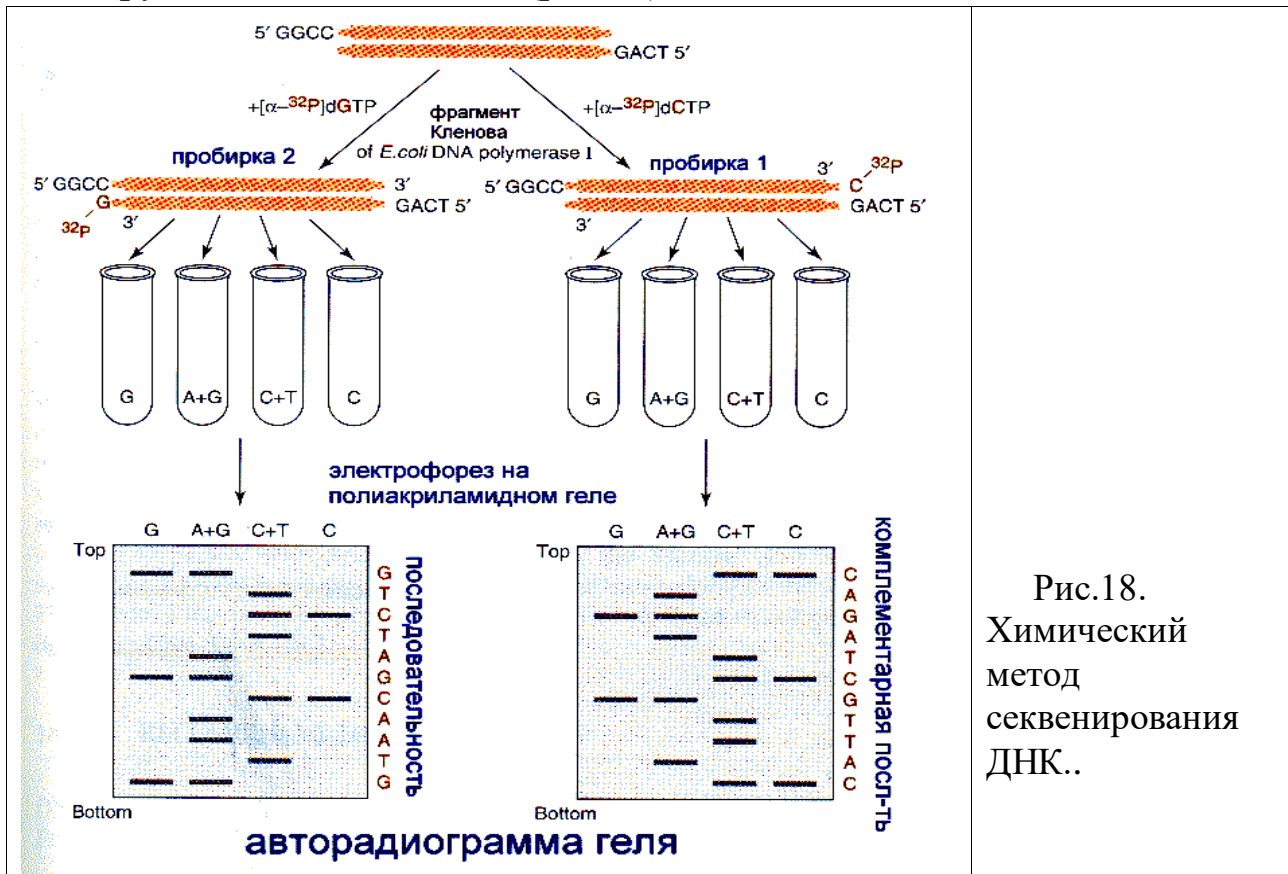 5′ GGCC
GACT 5′
+[α–³²P]dGTP
+[α–³²P]dCTP
фрагмент
Кленова
of E.coli DNA polymerase I
пробирка 2
пробирка 1
5′ GGCC
3′
G
³²P
3′
GACT 5′
5′ GGCC
3′
C
³²P
3′
GACT 5′
G
A+G
C+T
C
G
A+G
C+T
C
электрофорез на
полиакриламидном геле
G A+G C+T C
Top
Bottom
G
T
C
T
A
G
C
A
A
T
G
последовательность
G A+G C+T C
Top
Bottom
C
A
G
A
T
C
G
T
T
A
C
комплементарная посл-ть
авторадиограмма геля
Рис.18.
Химический
метод
секвенирования
ДНК..